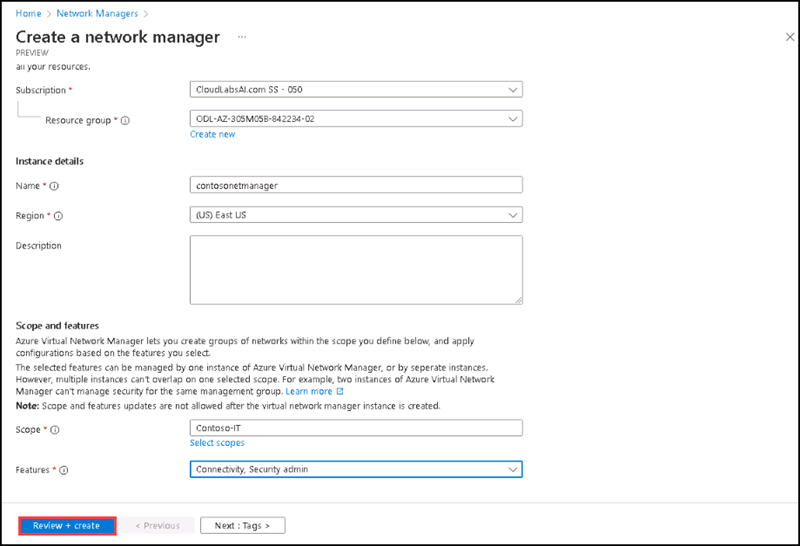 Home > Network Managers >
Create a network manager ...
PREVIEW
all your resources.
Subscription *
CloudLabsAI.com SS - 050
Resource group *
ODL-AZ-305M05B-842234-02
Create new
Instance details
Name *
contosonetmanager
Region *
(US) East US
Description
Scope and features
Azure Virtual Network Manager lets you create groups of networks within the scope you define below, and apply
configurations based on the features you select.
The selected features can be managed by one instance of Azure Virtual Network Manager, or by seperate instances.
However, multiple instances can't overlap on one selected scope. For example, two instances of Azure Virtual Network
Manager can't manage security for the same management group. Learn more
Note: Scope and features updates are not allowed after the virtual network manager instance is created.
Scope *
Contoso-IT
Select scopes
Features *
Connectivity, Security admin
Review + create
< Previous
Next : Tags >